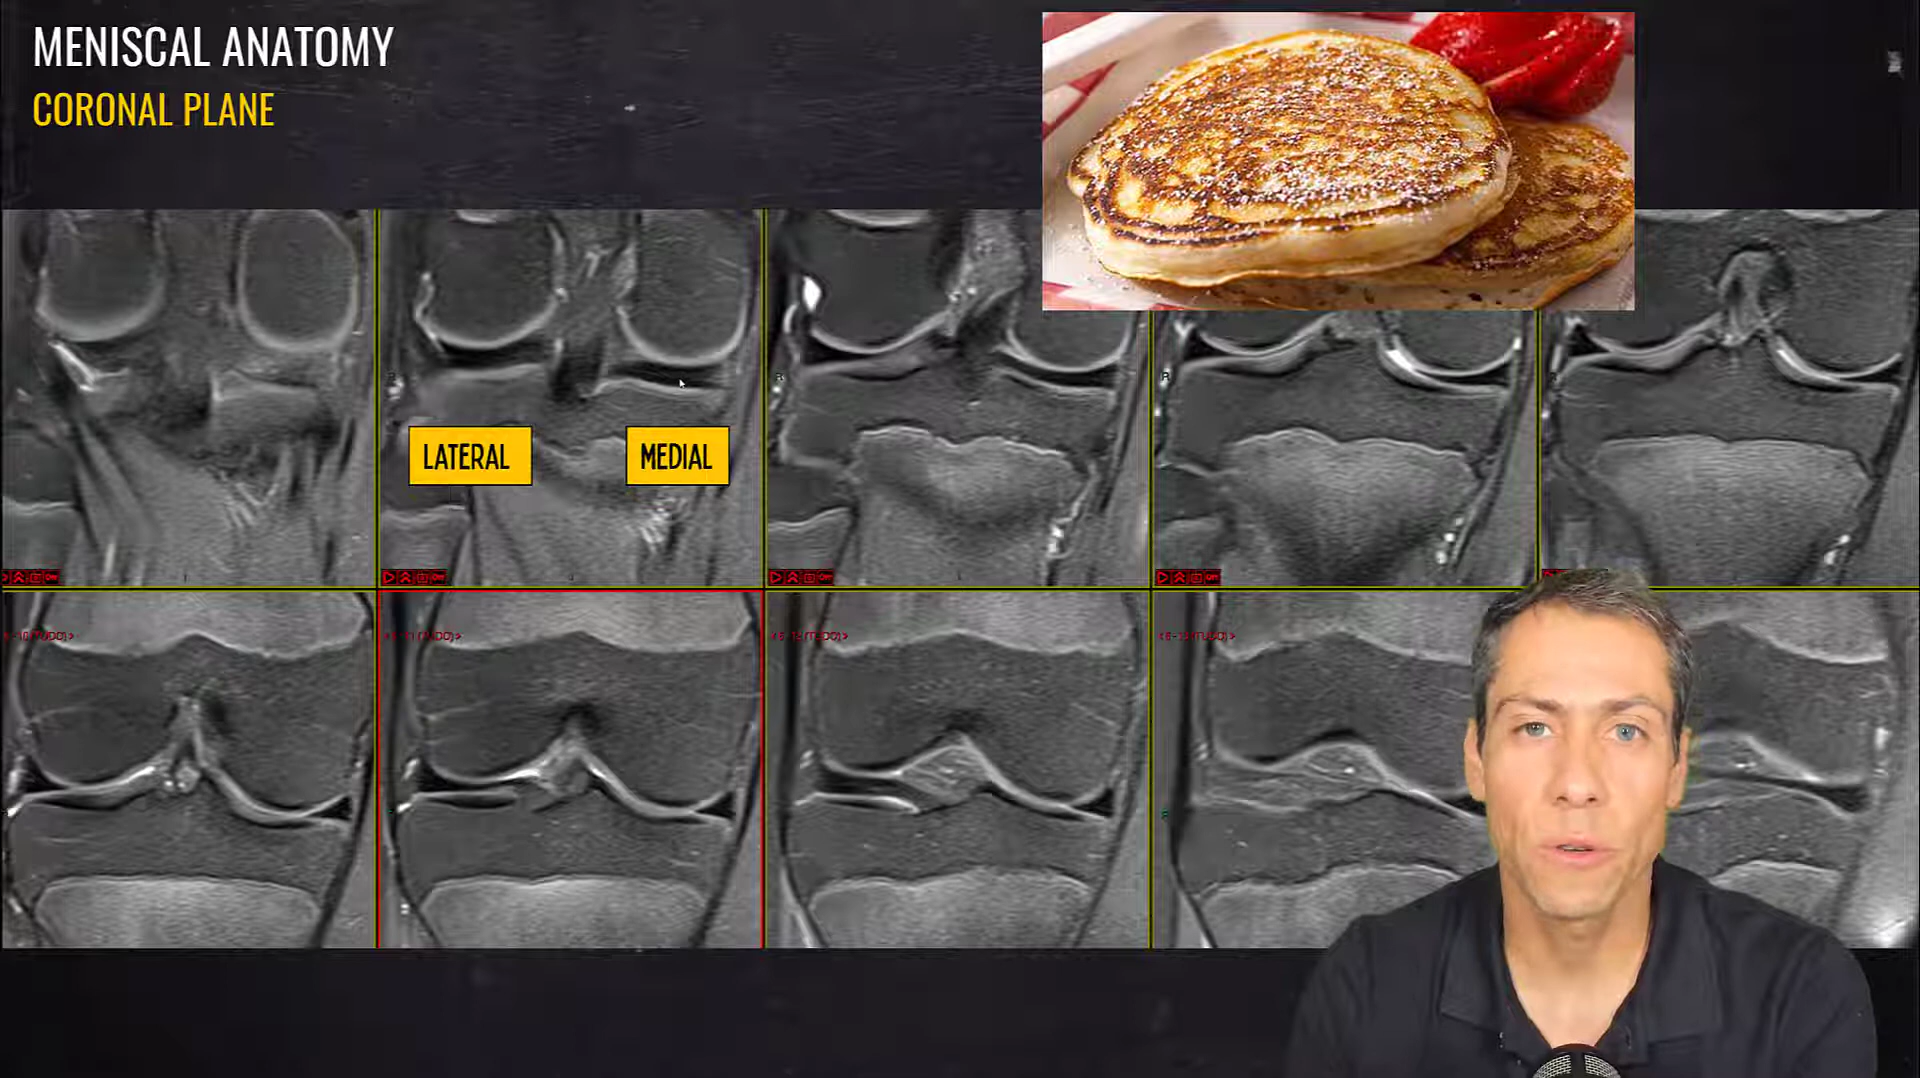 MENISCAL ANATOMY
CORONAL PLANE
R
R
R
LATERAL
MEDIAL